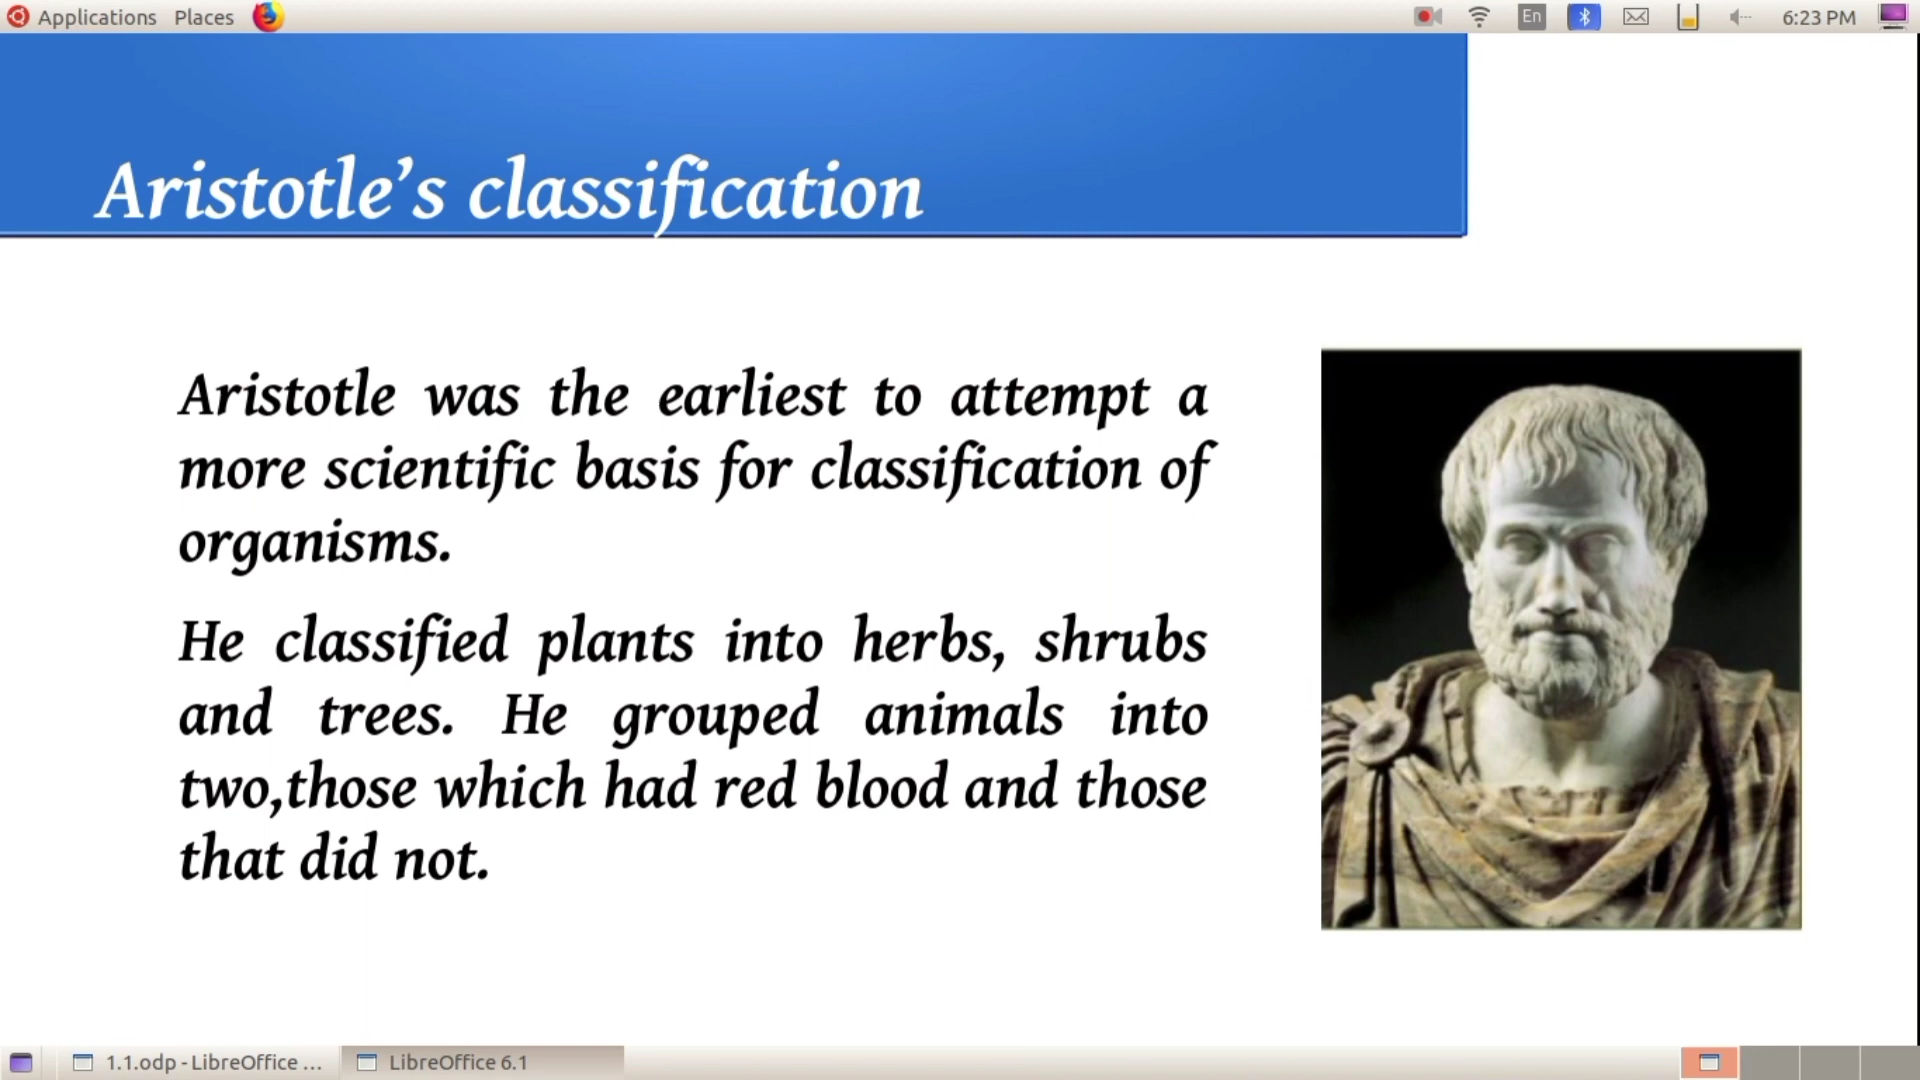 Applications Places
En
6:23 PM
Aristotle’s classification
Aristotle was the earliest to attempt a
more scientific basis for classification of
organisms.
He classified plants into herbs, shrubs
and trees. He grouped animals into
two,those which had red blood and those
that did not.
1.1.odp - LibreOffice ...
LibreOffice 6.1